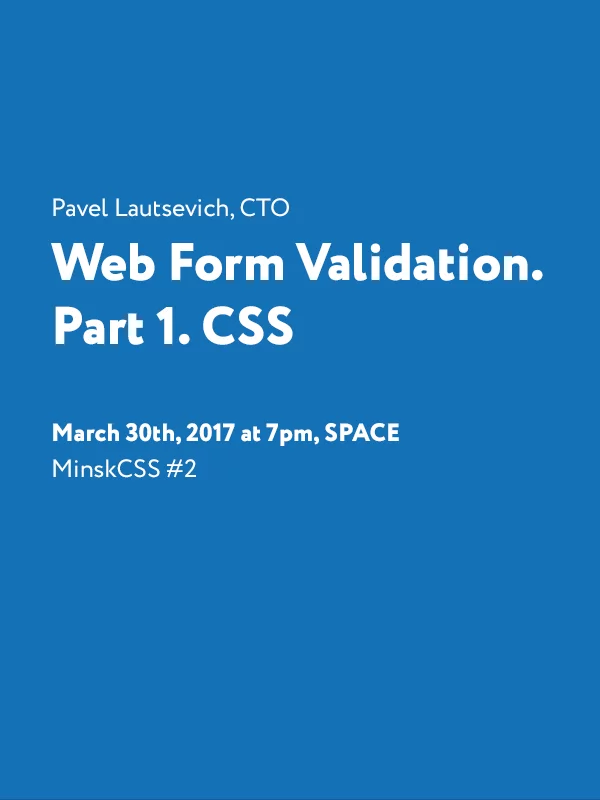 Pavel Lautsevich, CTO
Web Form Validation.
Part 1. CSS
March 30th, 2017 at 7pm, SPACE
MinskCSS #2